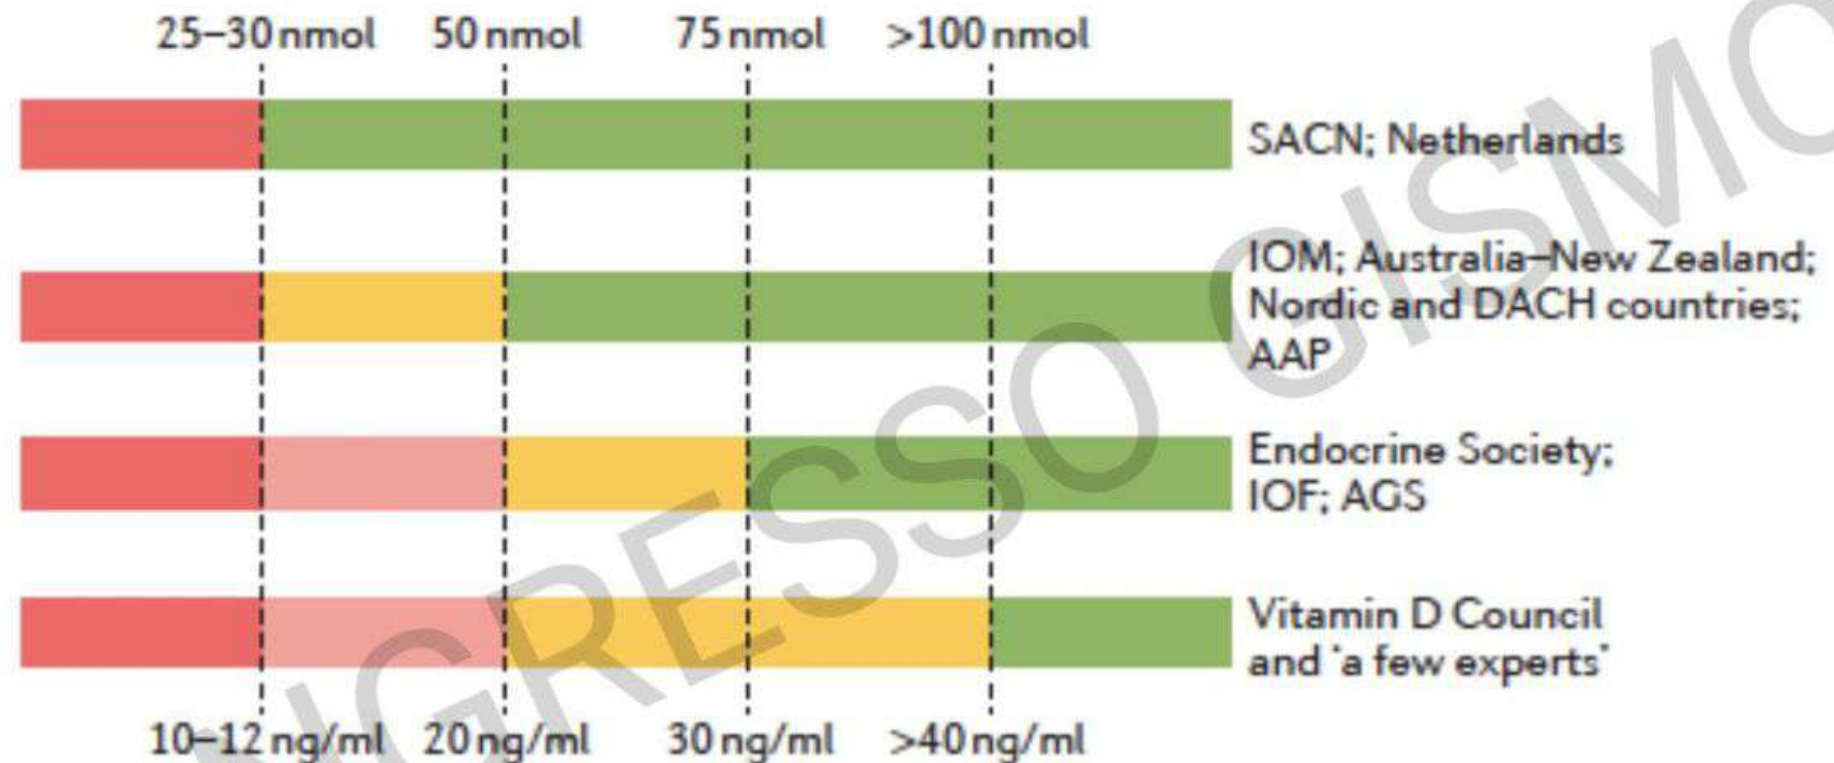 25–30 nmol 50 nmol 75 nmol >100 nmol
SACN; Netherlands
IOM; Australia–New Zealand;
Nordic and DACH countries;
AAP
Endocrine Society;
IOF; AGS
Vitamin D Council
and 'a few experts'
10–12 ng/ml 20 ng/ml 30 ng/ml >40 ng/ml
NGRESSO GISMO